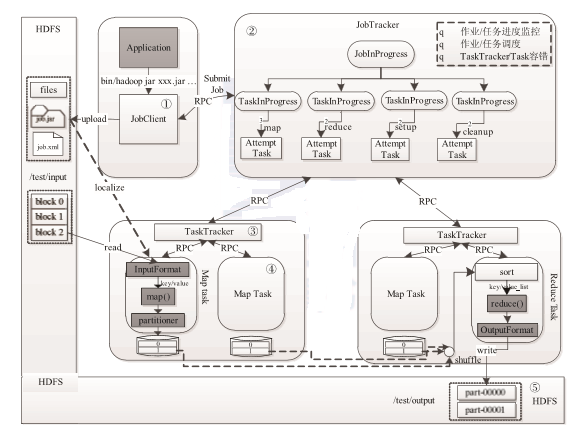 HDFS
files
job.jar
job.xml
/test/input
block 0
block 1
block 2
Application
bin/hadoop jar xxx.jar ...
①
JobClient
upload
localize
read
Submit
Job
RPC
②
JobTracker
JobInProgress
q 作业/任务进度监控
q 作业/任务调度
q TaskTrackerTask容错
TaskInProgress
TaskInProgress
TaskInProgress
TaskInProgress
3
map
2
reduce
2
setup
2
cleanup
Attempt
Task
Attempt
Task
Attempt
Task
Attempt
Task
RPC
RPC
TaskTracker
③
RPC
RPC
InputFormat
key/value
map()
partitioner
Map task
④
Map Task
0
1
0
1
TaskTracker
RPC
RPC
Map Task
sort
key/value_list
reduce()
OutputFormat
Reduce Task
0
1
shuffle
write
HDFS
/test/output
part-00000
part-00001
⑤
HDFS